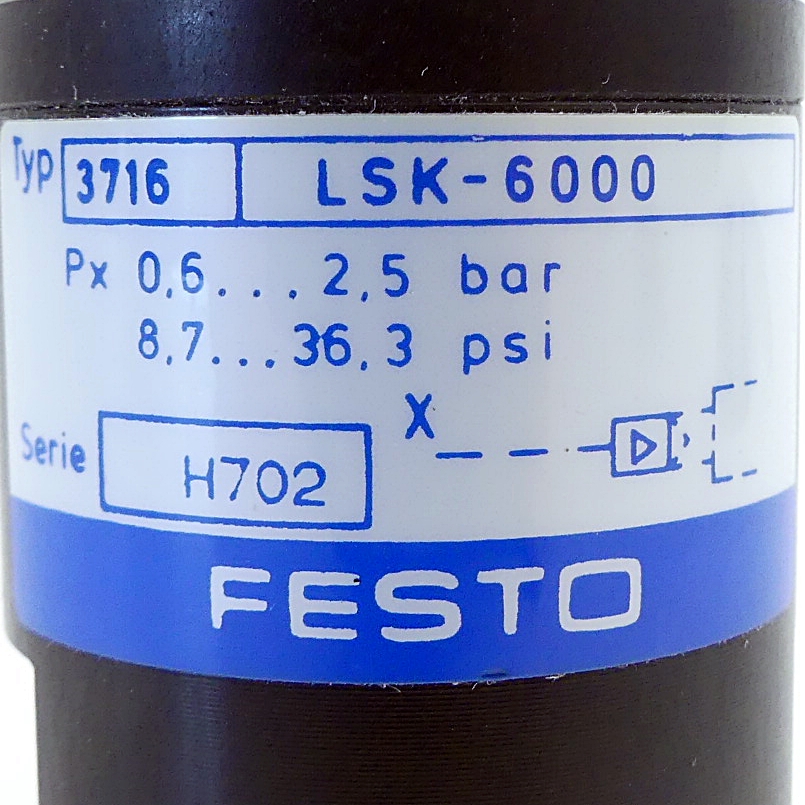 Typ 3716 LSK-6000
Px 0,6...2,5 bar
8,7...36,3 psi
X
Serie H702
FESTO